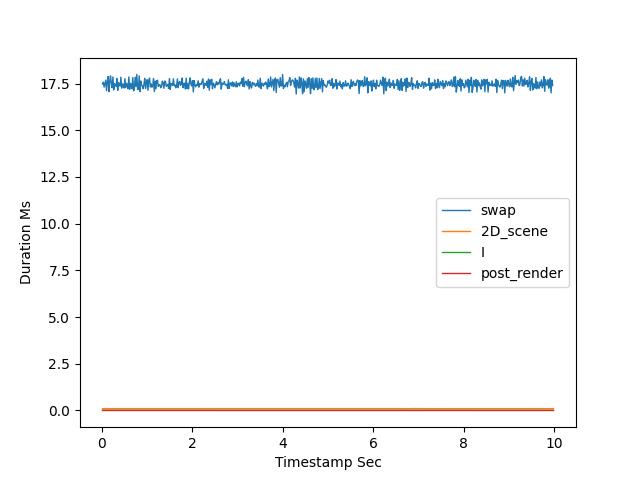 17.5
15.0
12.5
10.0
7.5
5.0
2.5
0.0
Duration Ms
swap
2D_scene
I
post_render
0 2 4 6 8 10
Timestamp Sec